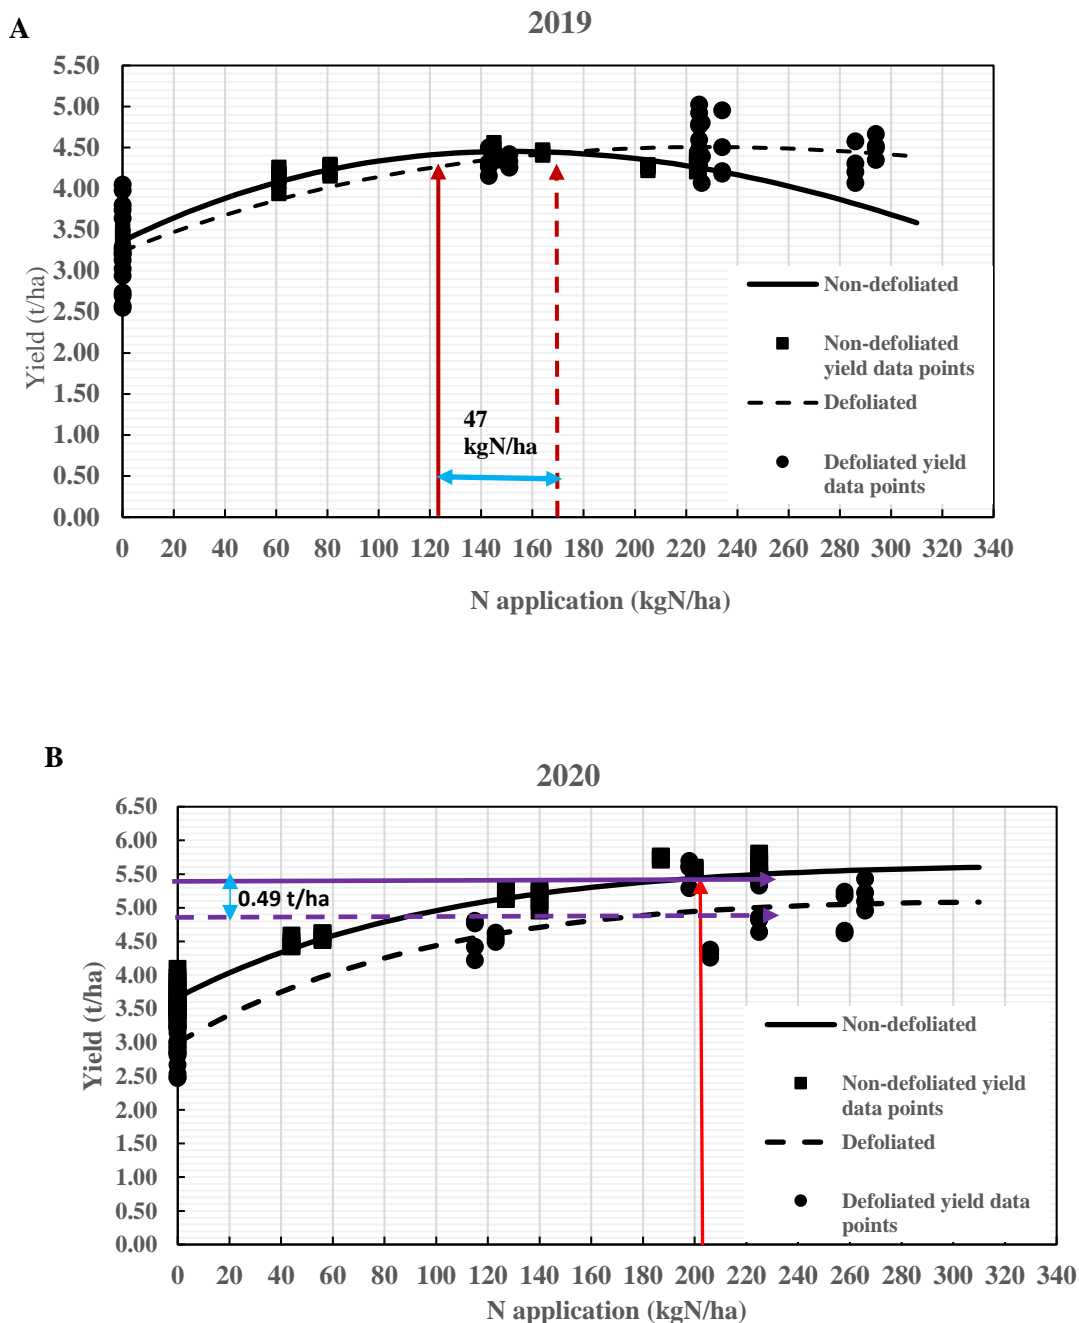 A
2019
5.50
5.00
4.50
4.00
3.50
3.00
2.50
2.00
1.50
1.00
0.50
0.00
Yield (t/ha)
47
kgN/ha
Non-defoliated
Non-defoliated
yield data points
Defoliated
Defoliated yield
data points
0 20 40 60 80 100 120 140 160 180 200 220 240 260 280 300 320 340
N application (kgN/ha)
B
2020
6.50
6.00
5.50
5.00
4.50
4.00
3.50
3.00
2.50
2.00
1.50
1.00
0.50
0.00
Yield (t/ha)
0.49 t/ha
Non-defoliated
Non-defoliated yield
data points
Defoliated
Defoliated yield data
points
0 20 40 60 80 100 120 140 160 180 200 220 240 260 280 300 320 340
N application (kgN/ha)